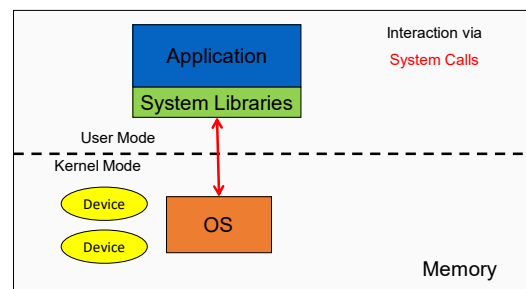 Application
Interaction via
System Calls
System Libraries
User Mode
Kernel Mode
Device
OS
Device
Memory